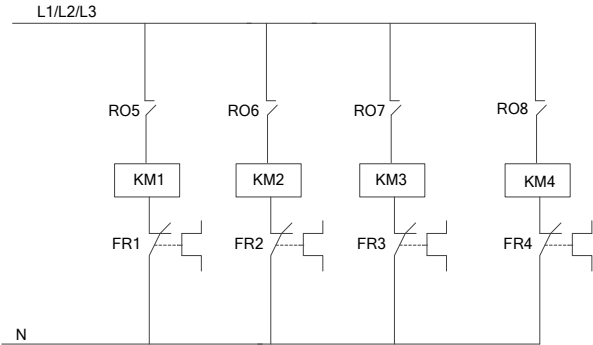 L1/L2/L3
RO5 RO6 RO7 RO8
KM1 KM2 KM3 KM4
FR1 FR2 FR3 FR4
N